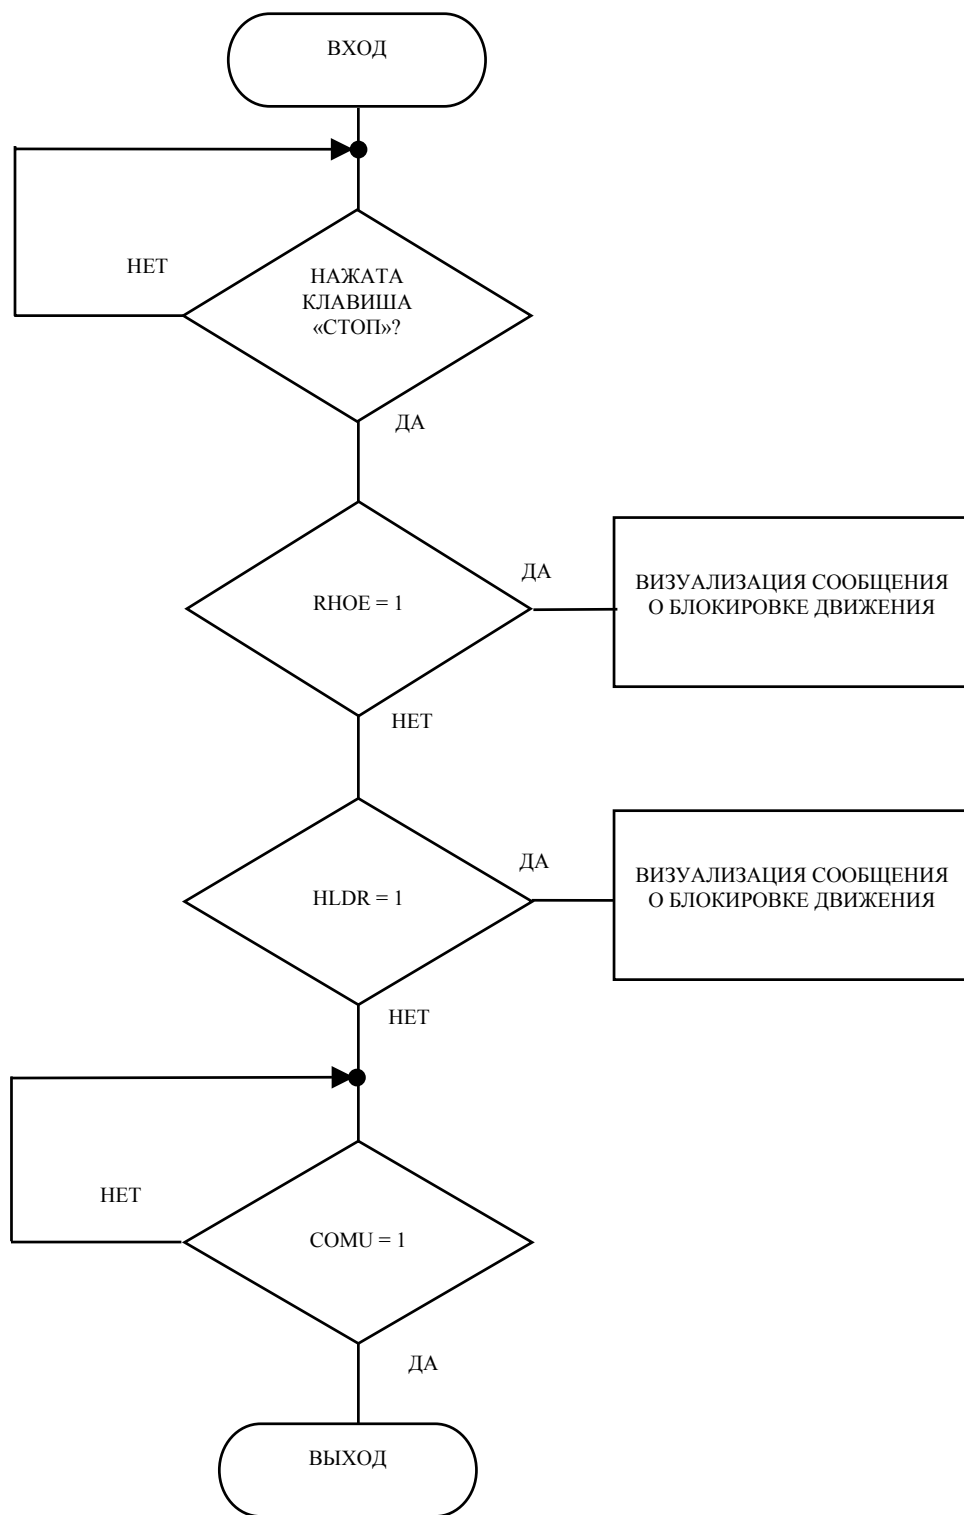 ВХОД
НЕТ
НАЖАТА
КЛАВИША
«СТОП»?
ДА
RHOE = 1
ДА
ВИЗУАЛИЗАЦИЯ СООБЩЕНИЯ
О БЛОКИРОВКЕ ДВИЖЕНИЯ
НЕТ
HLDR = 1
ДА
ВИЗУАЛИЗАЦИЯ СООБЩЕНИЯ
О БЛОКИРОВКЕ ДВИЖЕНИЯ
НЕТ
НЕТ
COMU = 1
ДА
ВЫХОД